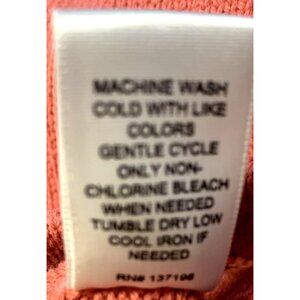 MACHINE WASH
COLD WITH LIKE
COLORS
GENTLE CYCLE
ONLY NON-
CHLORINE BLEACH
WHEN NEEDED
TUMBLE DRY LOW
COOL IRON IF
NEEDED
RN# 137198